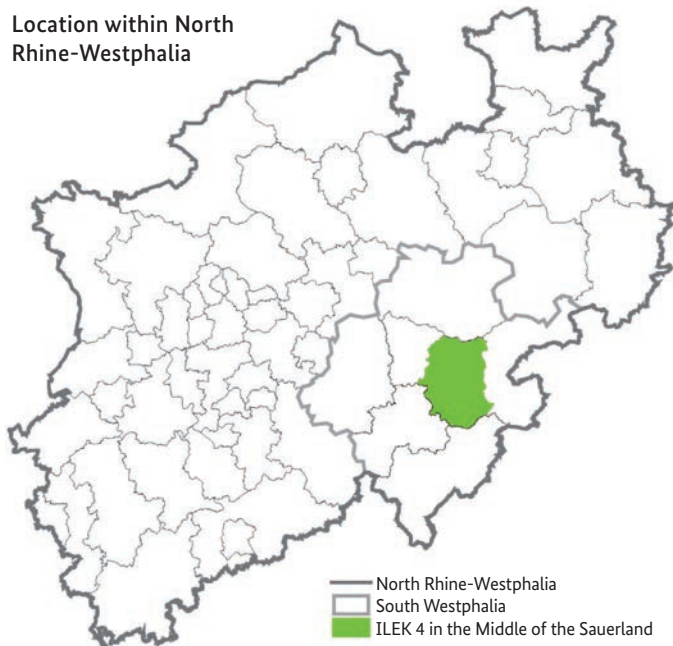 Location within North
Rhine-Westphalia
North Rhine-Westphalia
South Westphalia
ILEK 4 in the Middle of the Sauerland